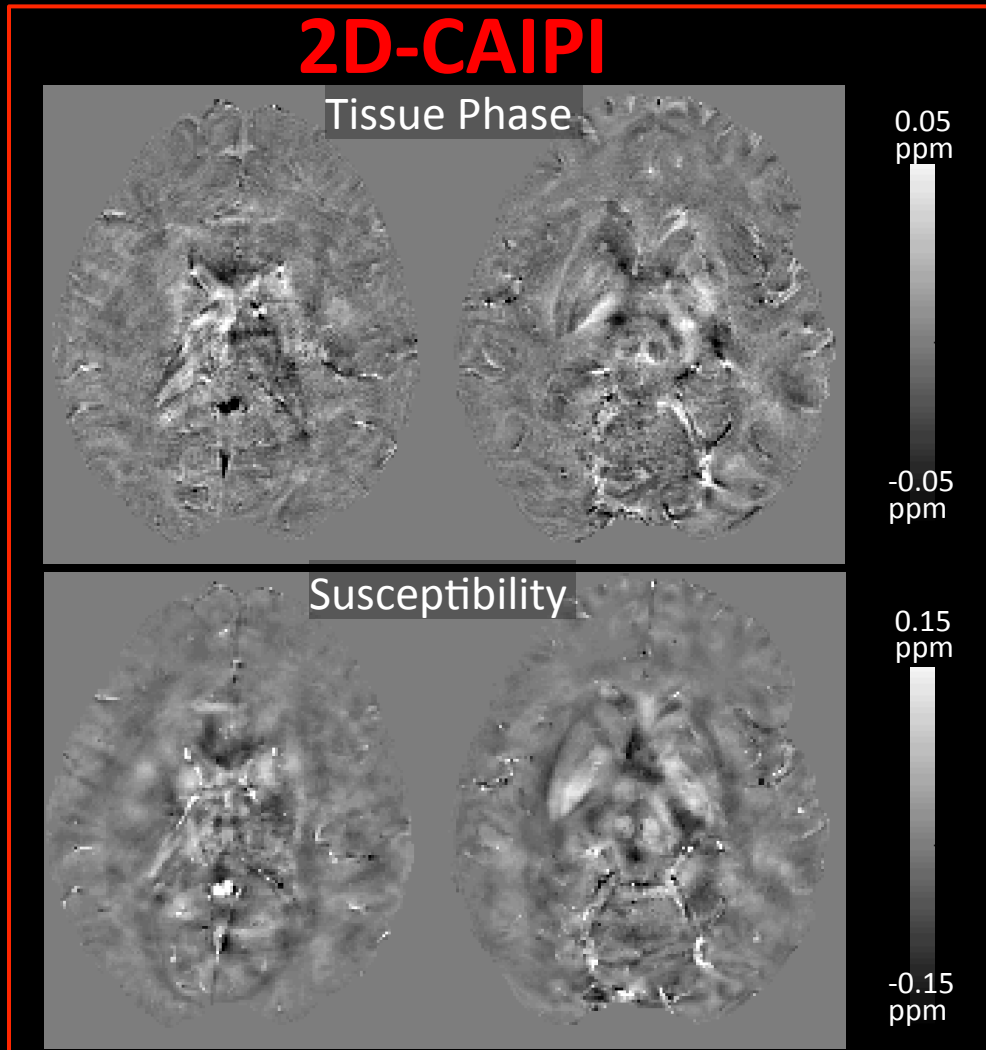 2D-CAIPI
Tissue Phase
0.05
ppm
-0.05
ppm
Susceptibility
0.15
ppm
-0.15
ppm